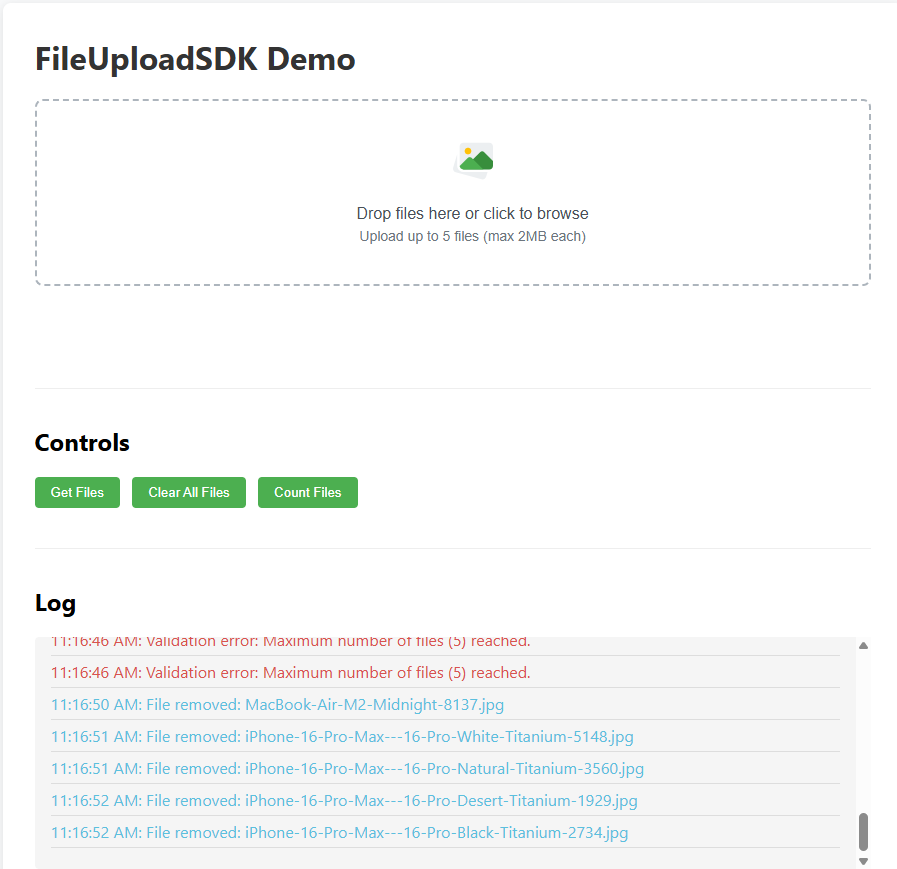 FileUploadSDK Demo
Drop files here or click to browse
Upload up to 5 files (max 2MB each)
Controls
Get Files
Clear All Files
Count Files
Log
11:16:46 AM: Validation error: Maximum number of files (5) reached.
11:16:46 AM: Validation error: Maximum number of files (5) reached.
11:16:50 AM: File removed: MacBook-Air-M2-Midnight-8137.jpg
11:16:51 AM: File removed: iPhone-16-Pro-Max---16-Pro-White-Titanium-5148.jpg
11:16:51 AM: File removed: iPhone-16-Pro-Max---16-Pro-Natural-Titanium-3560.jpg
11:16:52 AM: File removed: iPhone-16-Pro-Max---16-Pro-Desert-Titanium-1929.jpg
11:16:52 AM: File removed: iPhone-16-Pro-Max---16-Pro-Black-Titanium-2734.jpg